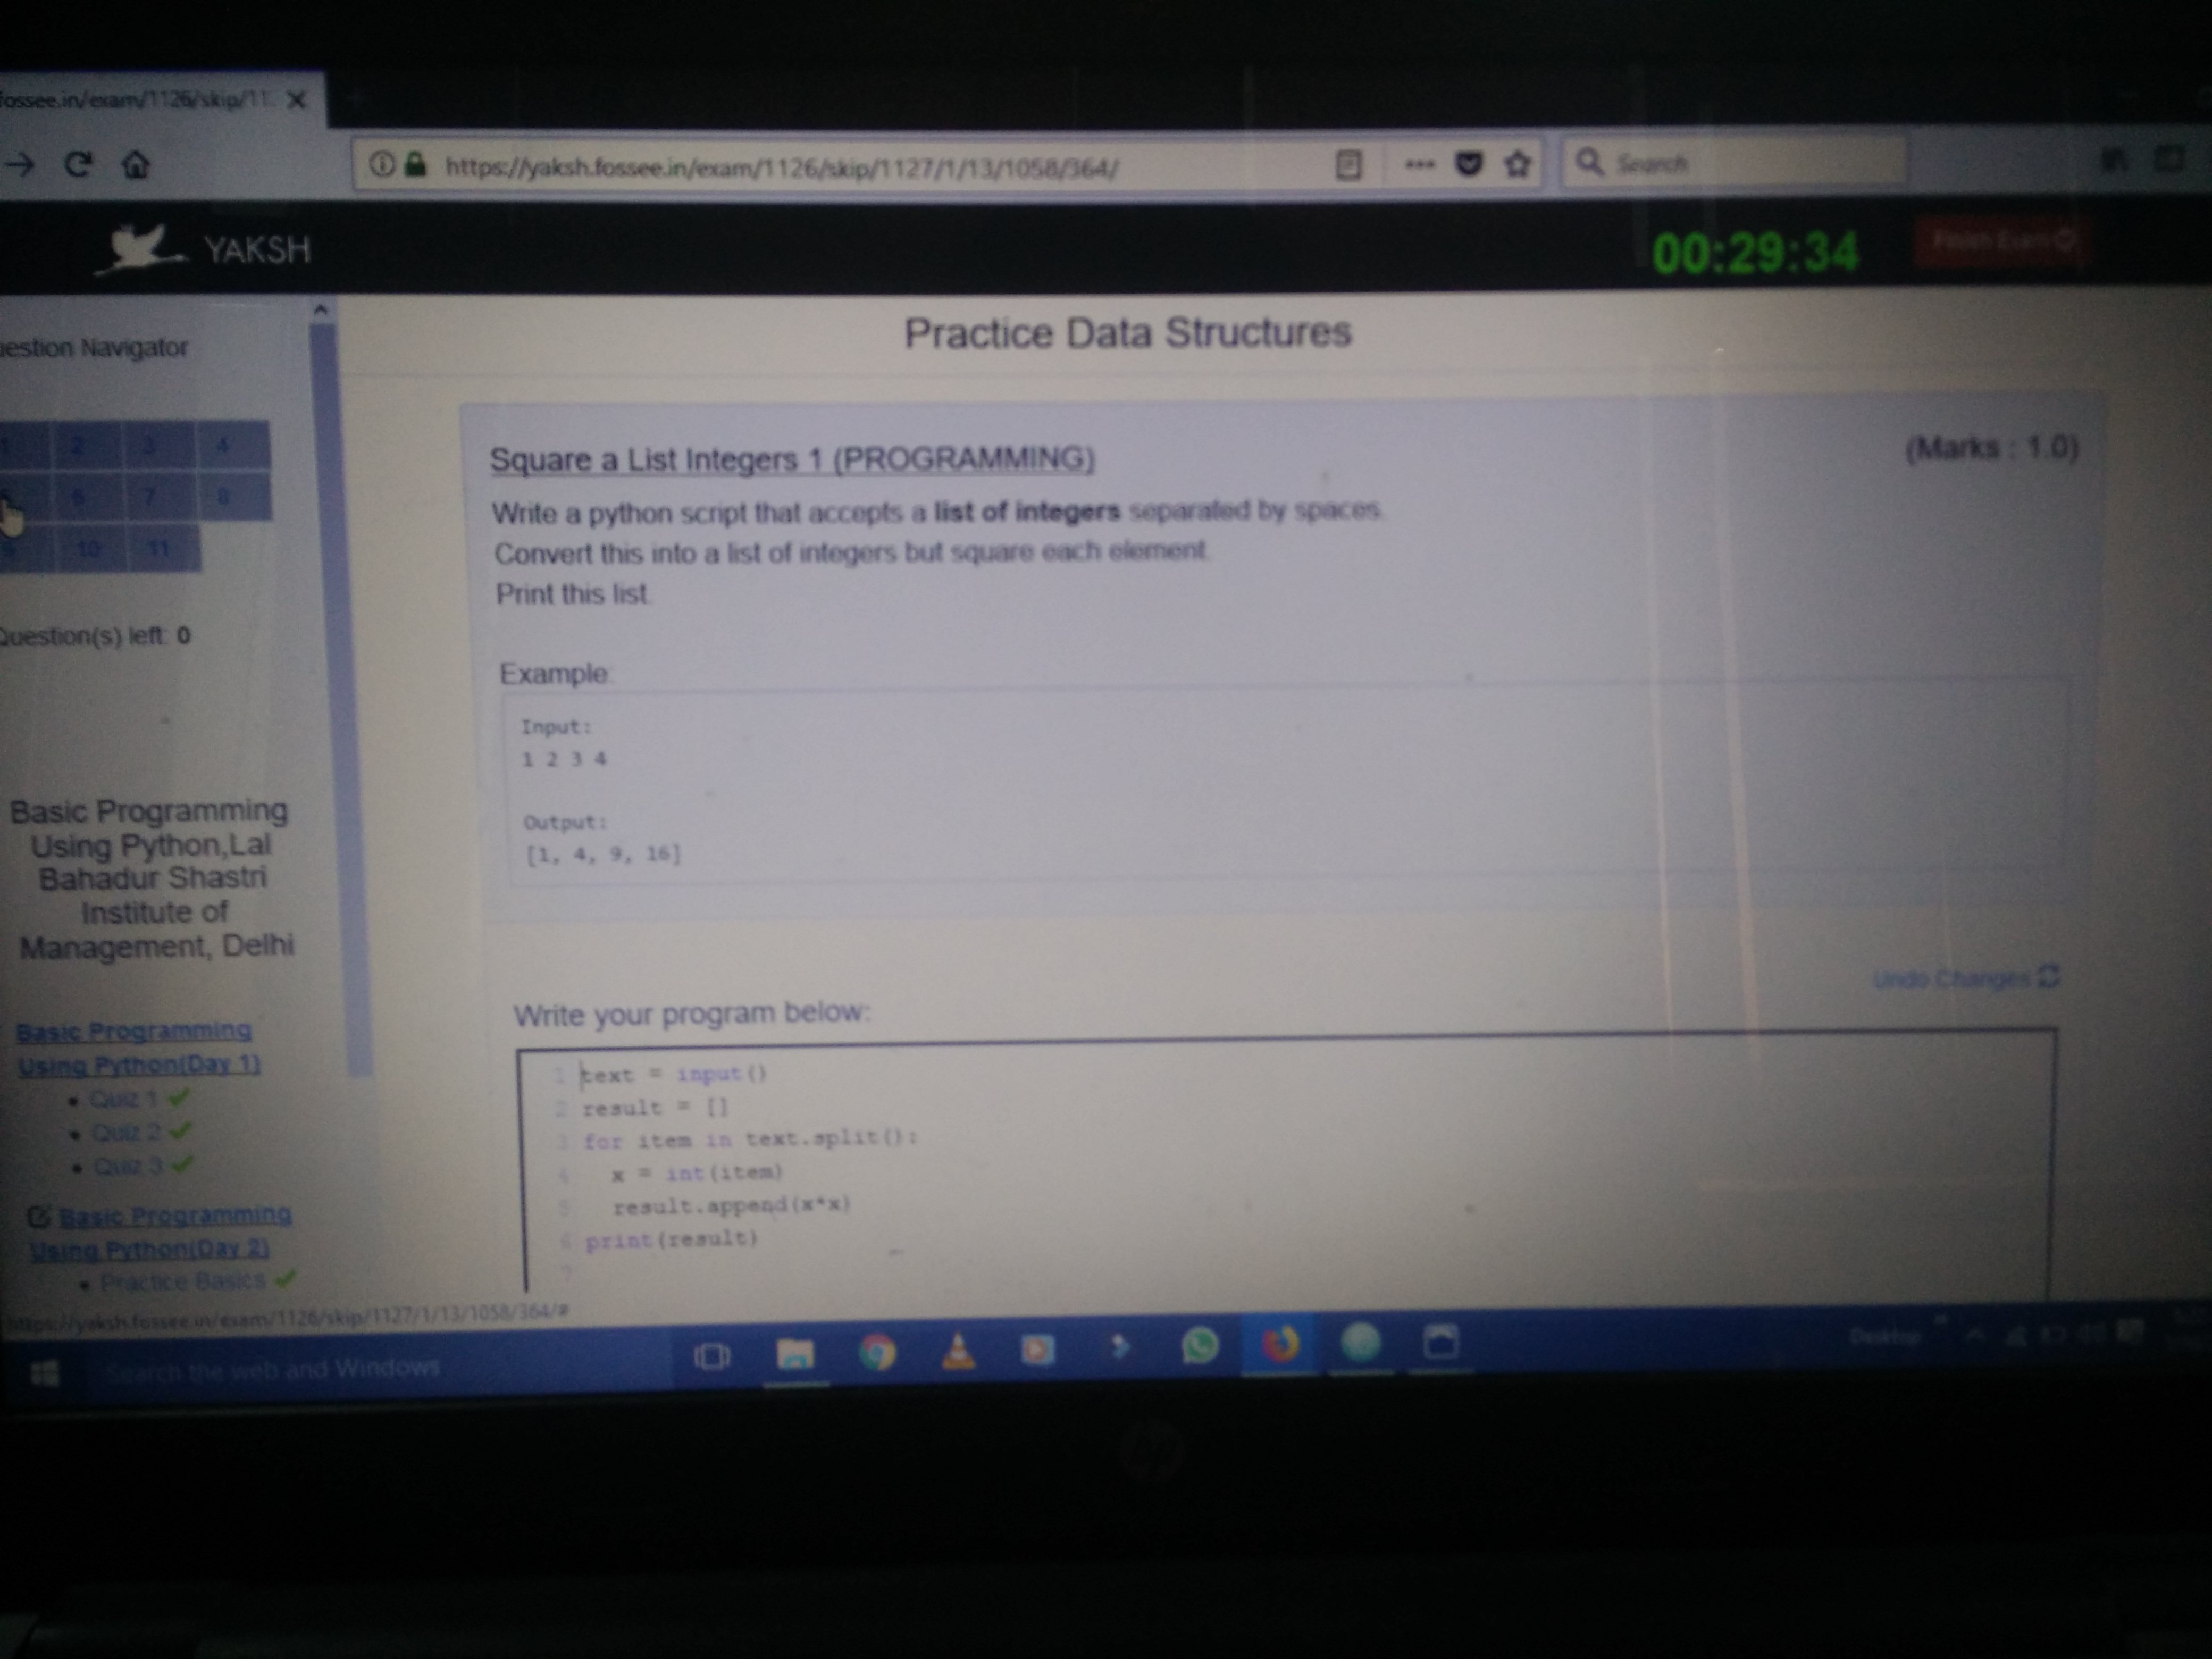 fossee.in/exam/1126/skip/11
https://yaksh.fossee.in/exam/1126/skip/1127/1/13/1058/364/
Search
YAKSH
00:29:34
Finish Exam
Practice Data Structures
estion Navigator
1 2 3 4
5 6 7 8
9 10 11
Question(s) left: 0
Basic Programming
Using Python,Lal
Bahadur Shastri
Institute of
Management, Delhi
Basic Programming
Using Python(Day 1)
• Quiz 1
• Quiz 2
• Quiz 3
Basic Programming
Using Python(Day 2)
• Practice Basics
Square a List Integers 1 (PROGRAMMING)
(Marks : 1.0)
Write a python script that accepts a list of integers separated by spaces.
Convert this into a list of integers but square each element.
Print this list.
Example:
Input:
1 2 3 4
Output:
[1, 4, 9, 16]
Undo Changes
Write your program below:
1 text = input()
2 result = []
3 for item in text.split():
4 x = int(item)
5 result.append(x*x)
6 print(result)
7
https://yaksh.fossee.in/exam/1126/skip/1127/1/13/1058/364/#
Search the web and Windows
Desktop
hp